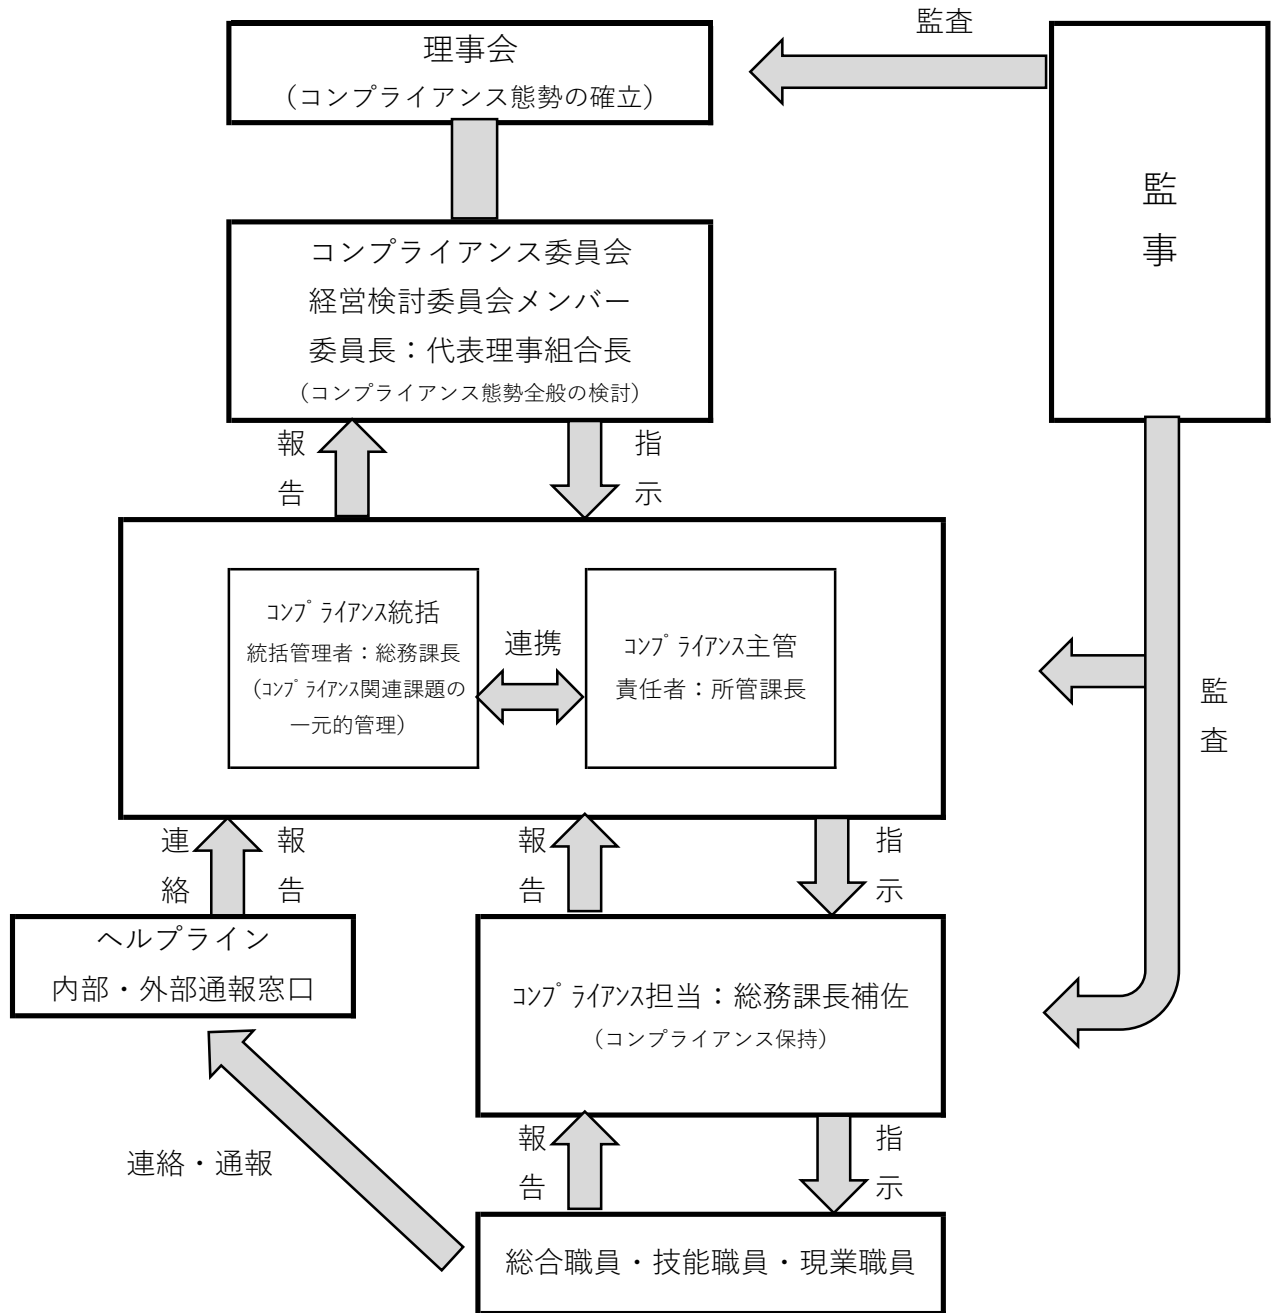 監査
理事会
（コンプライアンス態勢の確立）
監
事
コンプライアンス委員会
経営検討委員会メンバー
委員長：代表理事組合長
（コンプライアンス態勢全般の検討）
報
告
指
示
ｺﾝﾌﾟﾗｲｱﾝｽ統括
統括管理者：総務課長
（ｺﾝﾌﾟﾗｲｱﾝｽ関連課題の
一元的管理）
連携
ｺﾝﾌﾟﾗｲｱﾝｽ主管
責任者：所管課長
監
査
連
絡
報
告
報
告
指
示
ヘルプライン
内部・外部通報窓口
ｺﾝﾌﾟﾗｲｱﾝｽ担当：総務課長補佐
（コンプライアンス保持）
連絡・通報
報
告
指
示
総合職員・技能職員・現業職員